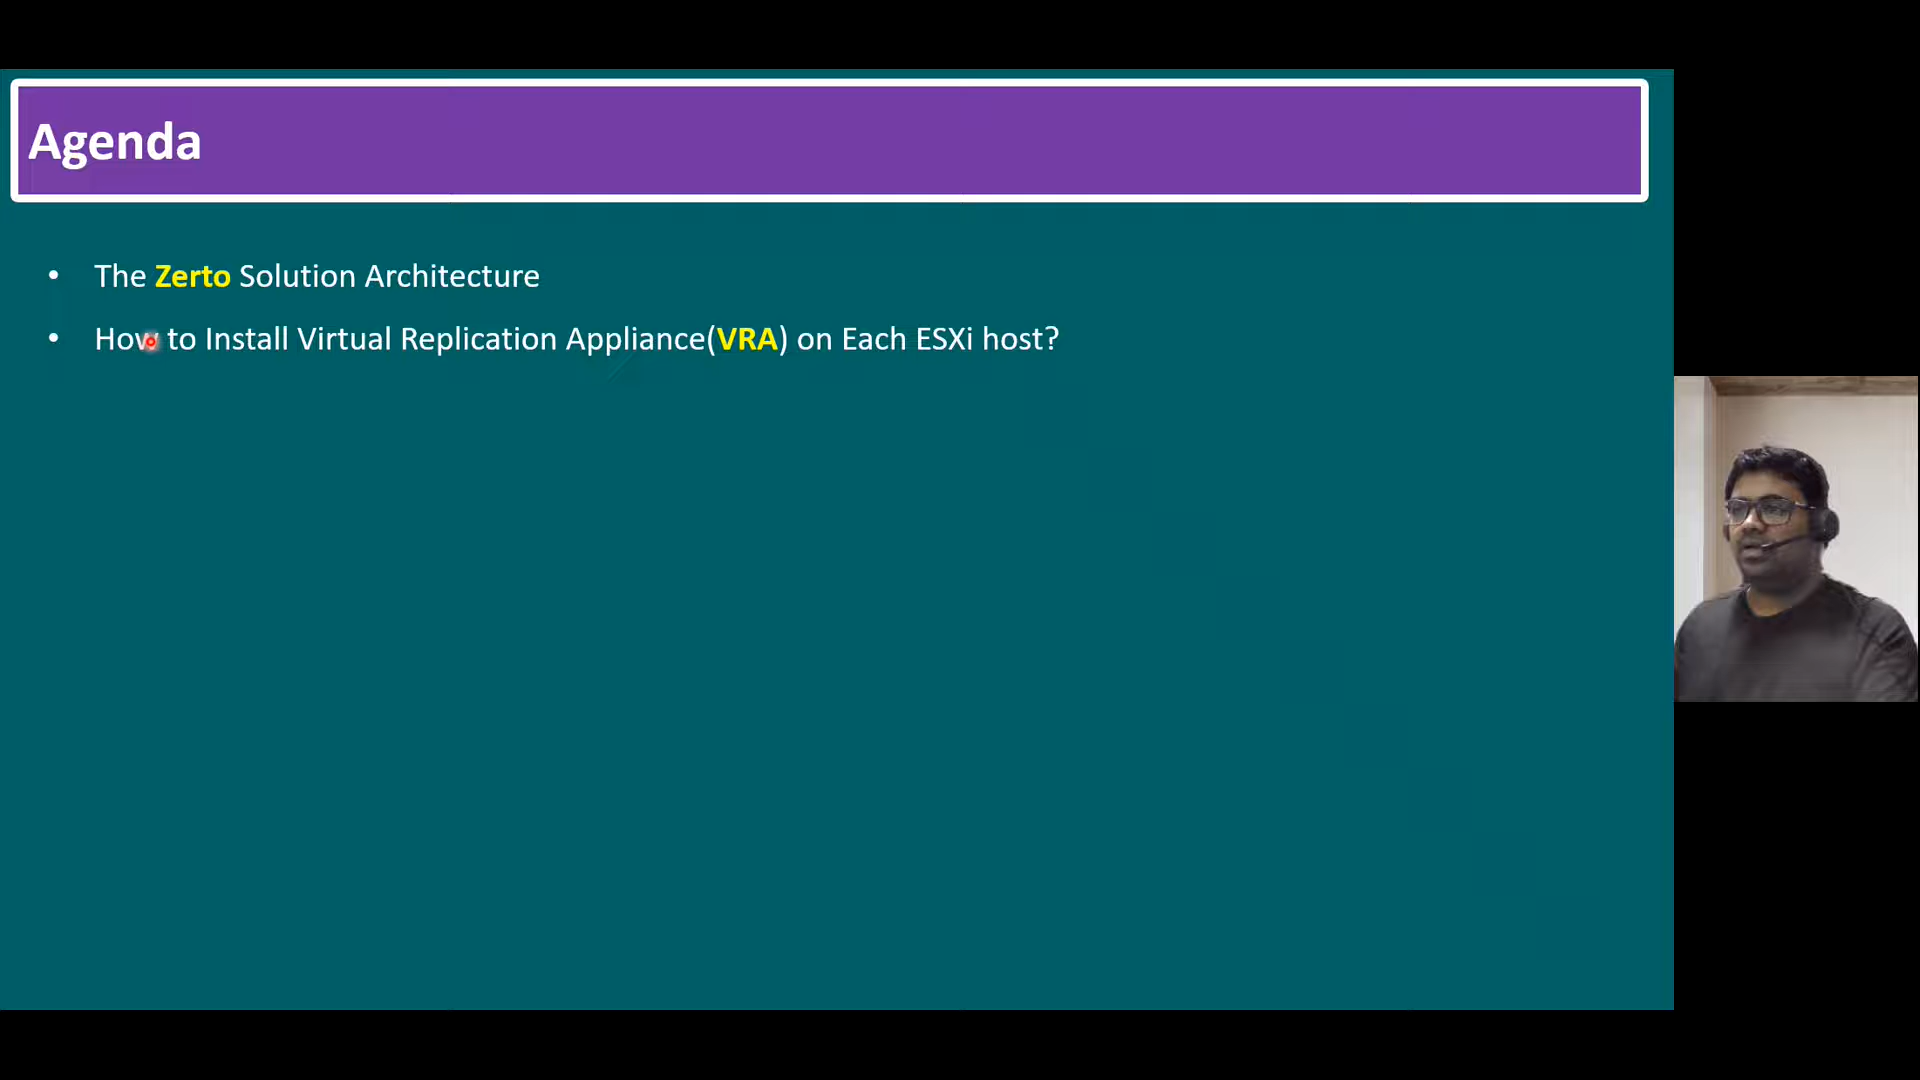 Agenda
• The Zerto Solution Architecture
• How to Install Virtual Replication Appliance(VRA) on Each ESXi host?